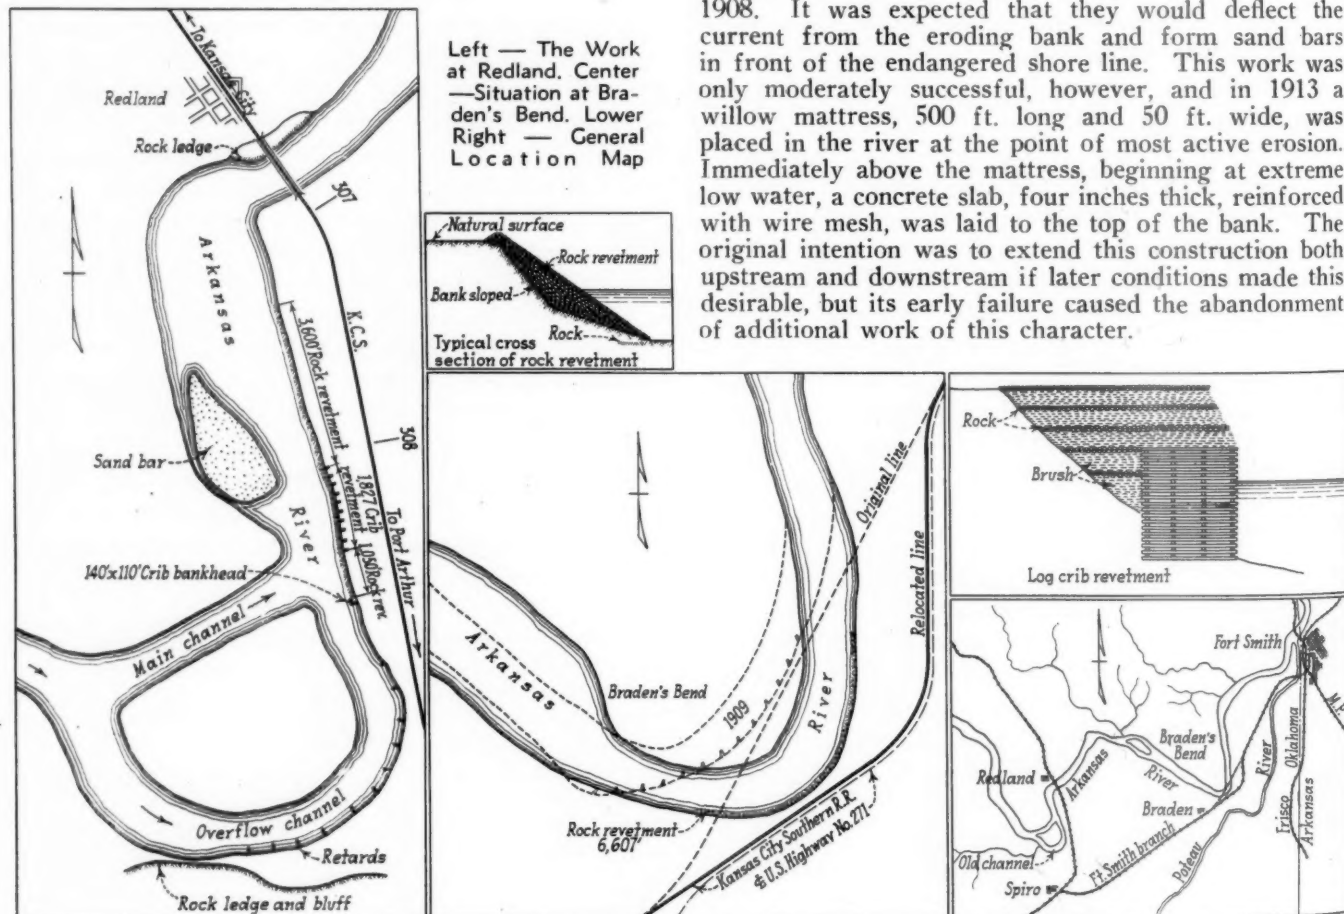 Left — The Work
at Redland. Center
—Situation at Bra-
den's Bend. Lower
Right — General
Location Map
1908. It was expected that they would deflect the
current from the eroding bank and form sand bars
in front of the endangered shore line. This work was
only moderately successful, however, and in 1913 a
willow mattress, 500 ft. long and 50 ft. wide, was
placed in the river at the point of most active erosion.
Immediately above the mattress, beginning at extreme
low water, a concrete slab, four inches thick, reinforced
with wire mesh, was laid to the top of the bank. The
original intention was to extend this construction both
upstream and downstream if later conditions made this
desirable, but its early failure caused the abandonment
of additional work of this character.
To Kansas City
Redland
Rock ledge
307
Arkansas
K.C.S.
3,600' Rock revetment
308
Sand bar
1,827 Crib
revetment
1,050' Rock rev.
River
To Port Arthur
140'x110' Crib bankhead
Main channel
Overflow channel
Retards
Rock ledge and bluff
Natural surface
Rock revetment
Bank sloped
Rock
Typical cross
section of rock revetment
Original line
Relocated line
Arkansas
Braden's Bend
1909
River
Rock revetment
6,607'
Kansas City Southern R.R.
& U.S. Highway No. 271
Rock
Brush
Log crib revetment
Fort Smith
M.P.
Braden's
Bend
River
Oklahoma
Redland
Arkansas
River
Braden
Frisco
Arkansas
Old channel
Ft. Smith branch
Poteau
Spiro